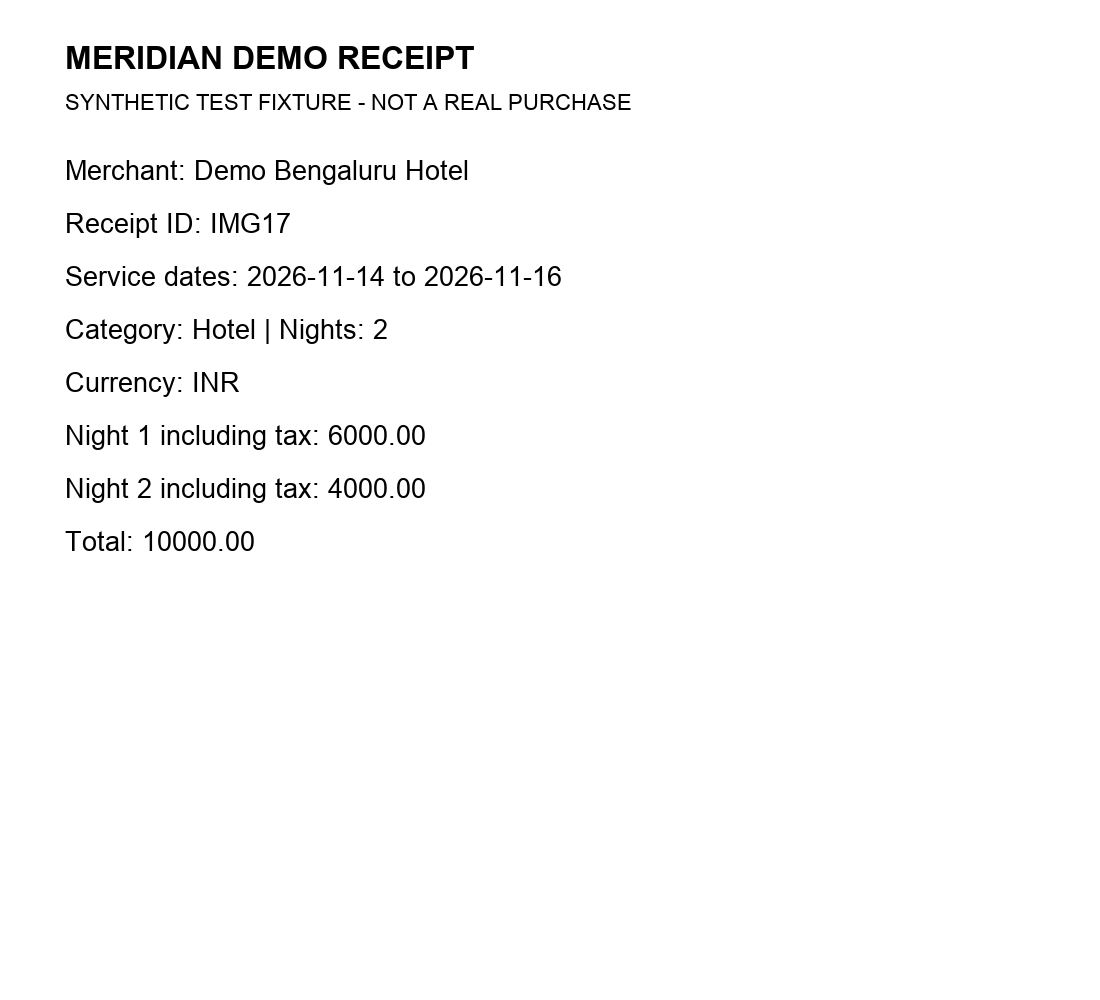 MERIDIAN DEMO RECEIPT
SYNTHETIC TEST FIXTURE - NOT A REAL PURCHASE
Merchant: Demo Bengaluru Hotel
Receipt ID: IMG17
Service dates: 2026-11-14 to 2026-11-16
Category: Hotel | Nights: 2
Currency: INR
Night 1 including tax: 6000.00
Night 2 including tax: 4000.00
Total: 10000.00